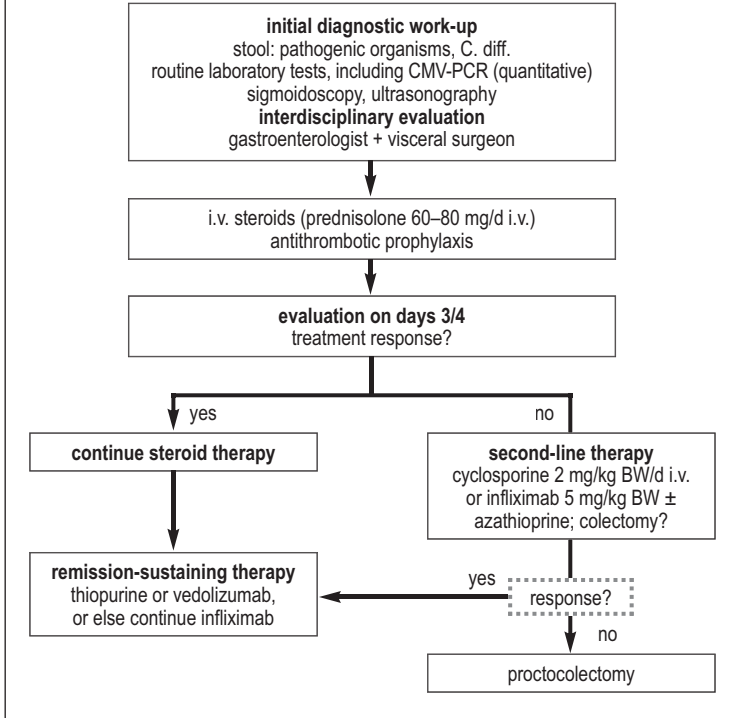 initial diagnostic work-up
stool: pathogenic organisms, C. diff.
routine laboratory tests, including CMV-PCR (quantitative)
sigmoidoscopy, ultrasonography
interdisciplinary evaluation
gastroenterologist + visceral surgeon
i.v. steroids (prednisolone 60–80 mg/d i.v.)
antithrombotic prophylaxis
evaluation on days 3/4
treatment response?
yes
no
continue steroid therapy
second-line therapy
cyclosporine 2 mg/kg BW/d i.v.
or infliximab 5 mg/kg BW ±
azathioprine; colectomy?
remission-sustaining therapy
thiopurine or vedolizumab,
or else continue infliximab
yes
response?
no
proctocolectomy